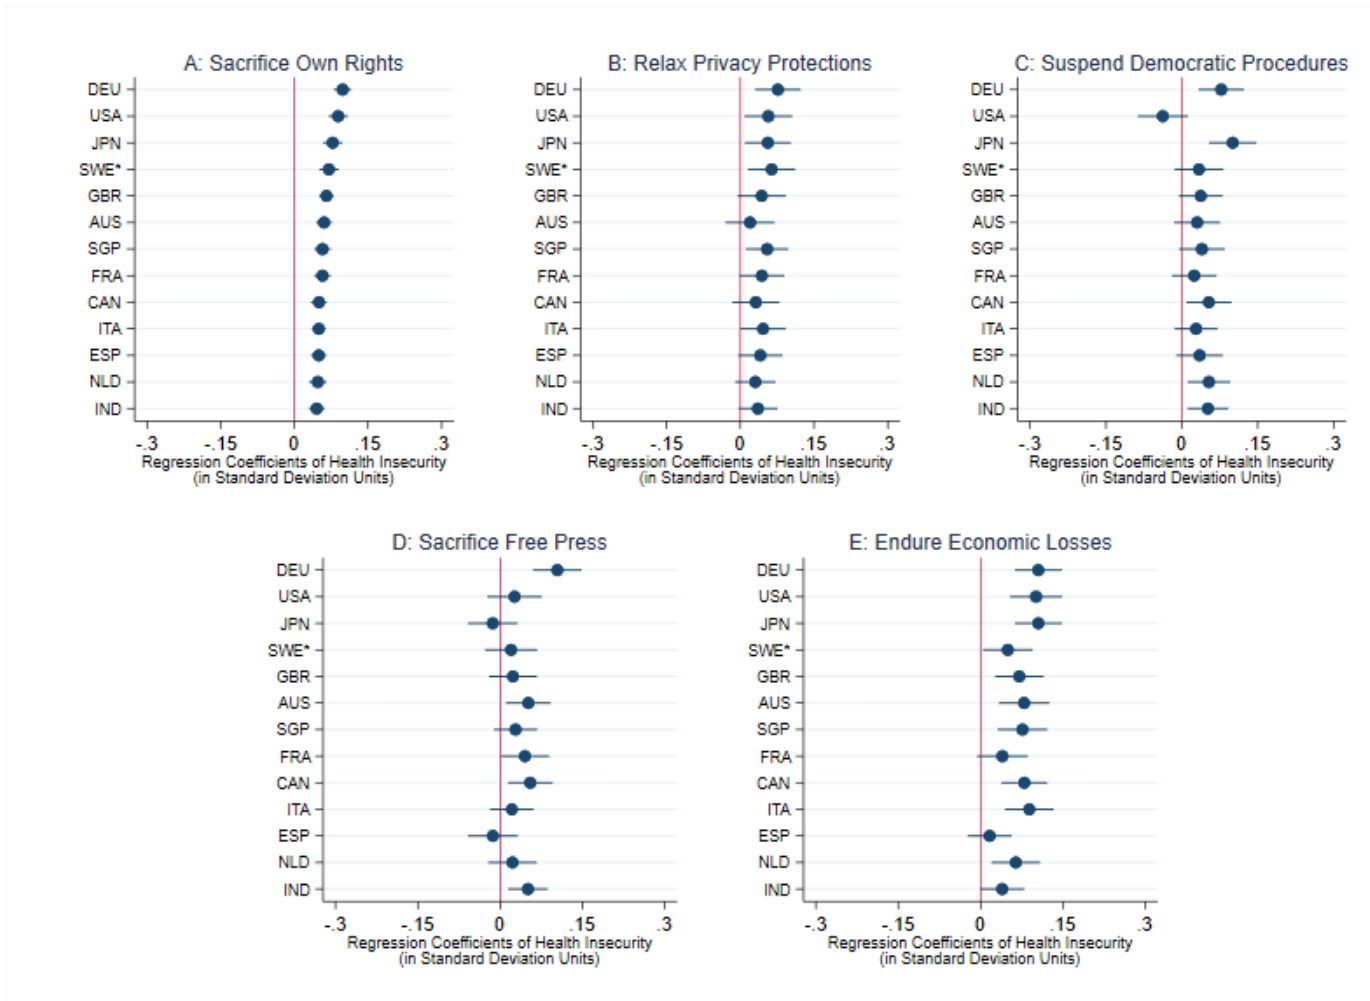 A: Sacrifice Own Rights
DEU
USA
JPN
SWE*
GBR
AUS
SGP
FRA
CAN
ITA
ESP
NLD
IND
-.3 -.15 0 .15 .3
Regression Coefficients of Health Insecurity
(in Standard Deviation Units)
B: Relax Privacy Protections
DEU
USA
JPN
SWE*
GBR
AUS
SGP
FRA
CAN
ITA
ESP
NLD
IND
-.3 -.15 0 .15 .3
Regression Coefficients of Health Insecurity
(in Standard Deviation Units)
C: Suspend Democratic Procedures
DEU
USA
JPN
SWE*
GBR
AUS
SGP
FRA
CAN
ITA
ESP
NLD
IND
-.3 -.15 0 .15 .3
Regression Coefficients of Health Insecurity
(in Standard Deviation Units)
D: Sacrifice Free Press
DEU
USA
JPN
SWE*
GBR
AUS
SGP
FRA
CAN
ITA
ESP
NLD
IND
-.3 -.15 0 .15 .3
Regression Coefficients of Health Insecurity
(in Standard Deviation Units)
E: Endure Economic Losses
DEU
USA
JPN
SWE*
GBR
AUS
SGP
FRA
CAN
ITA
ESP
NLD
IND
-.3 -.15 0 .15 .3
Regression Coefficients of Health Insecurity
(in Standard Deviation Units)